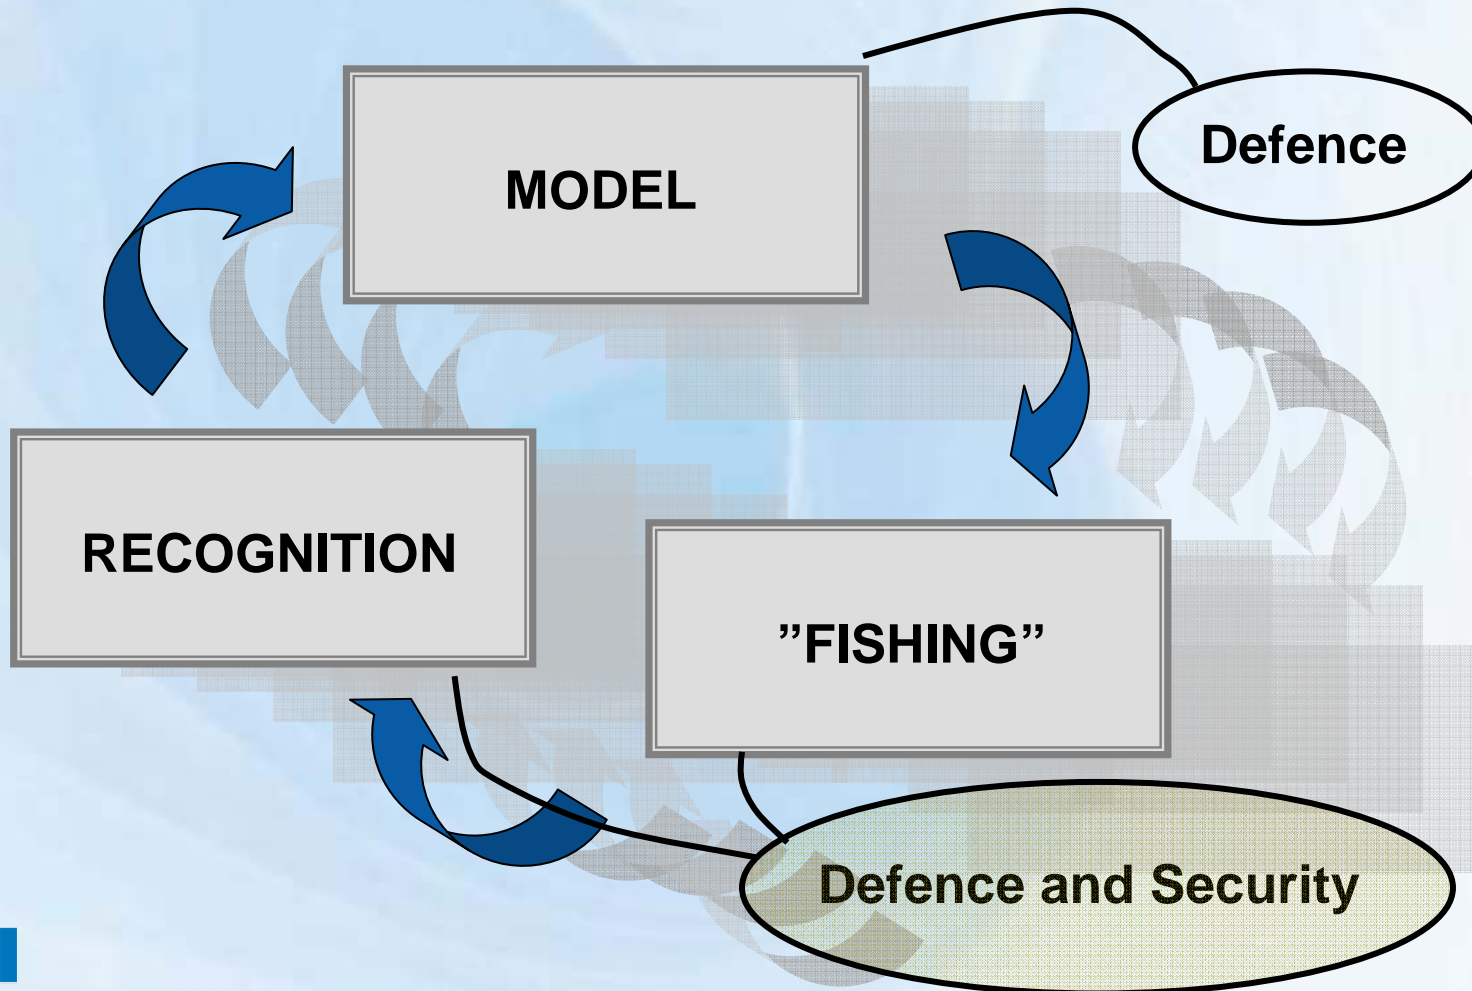 Defence
MODEL
RECOGNITION
”FISHING”
Defence and Security